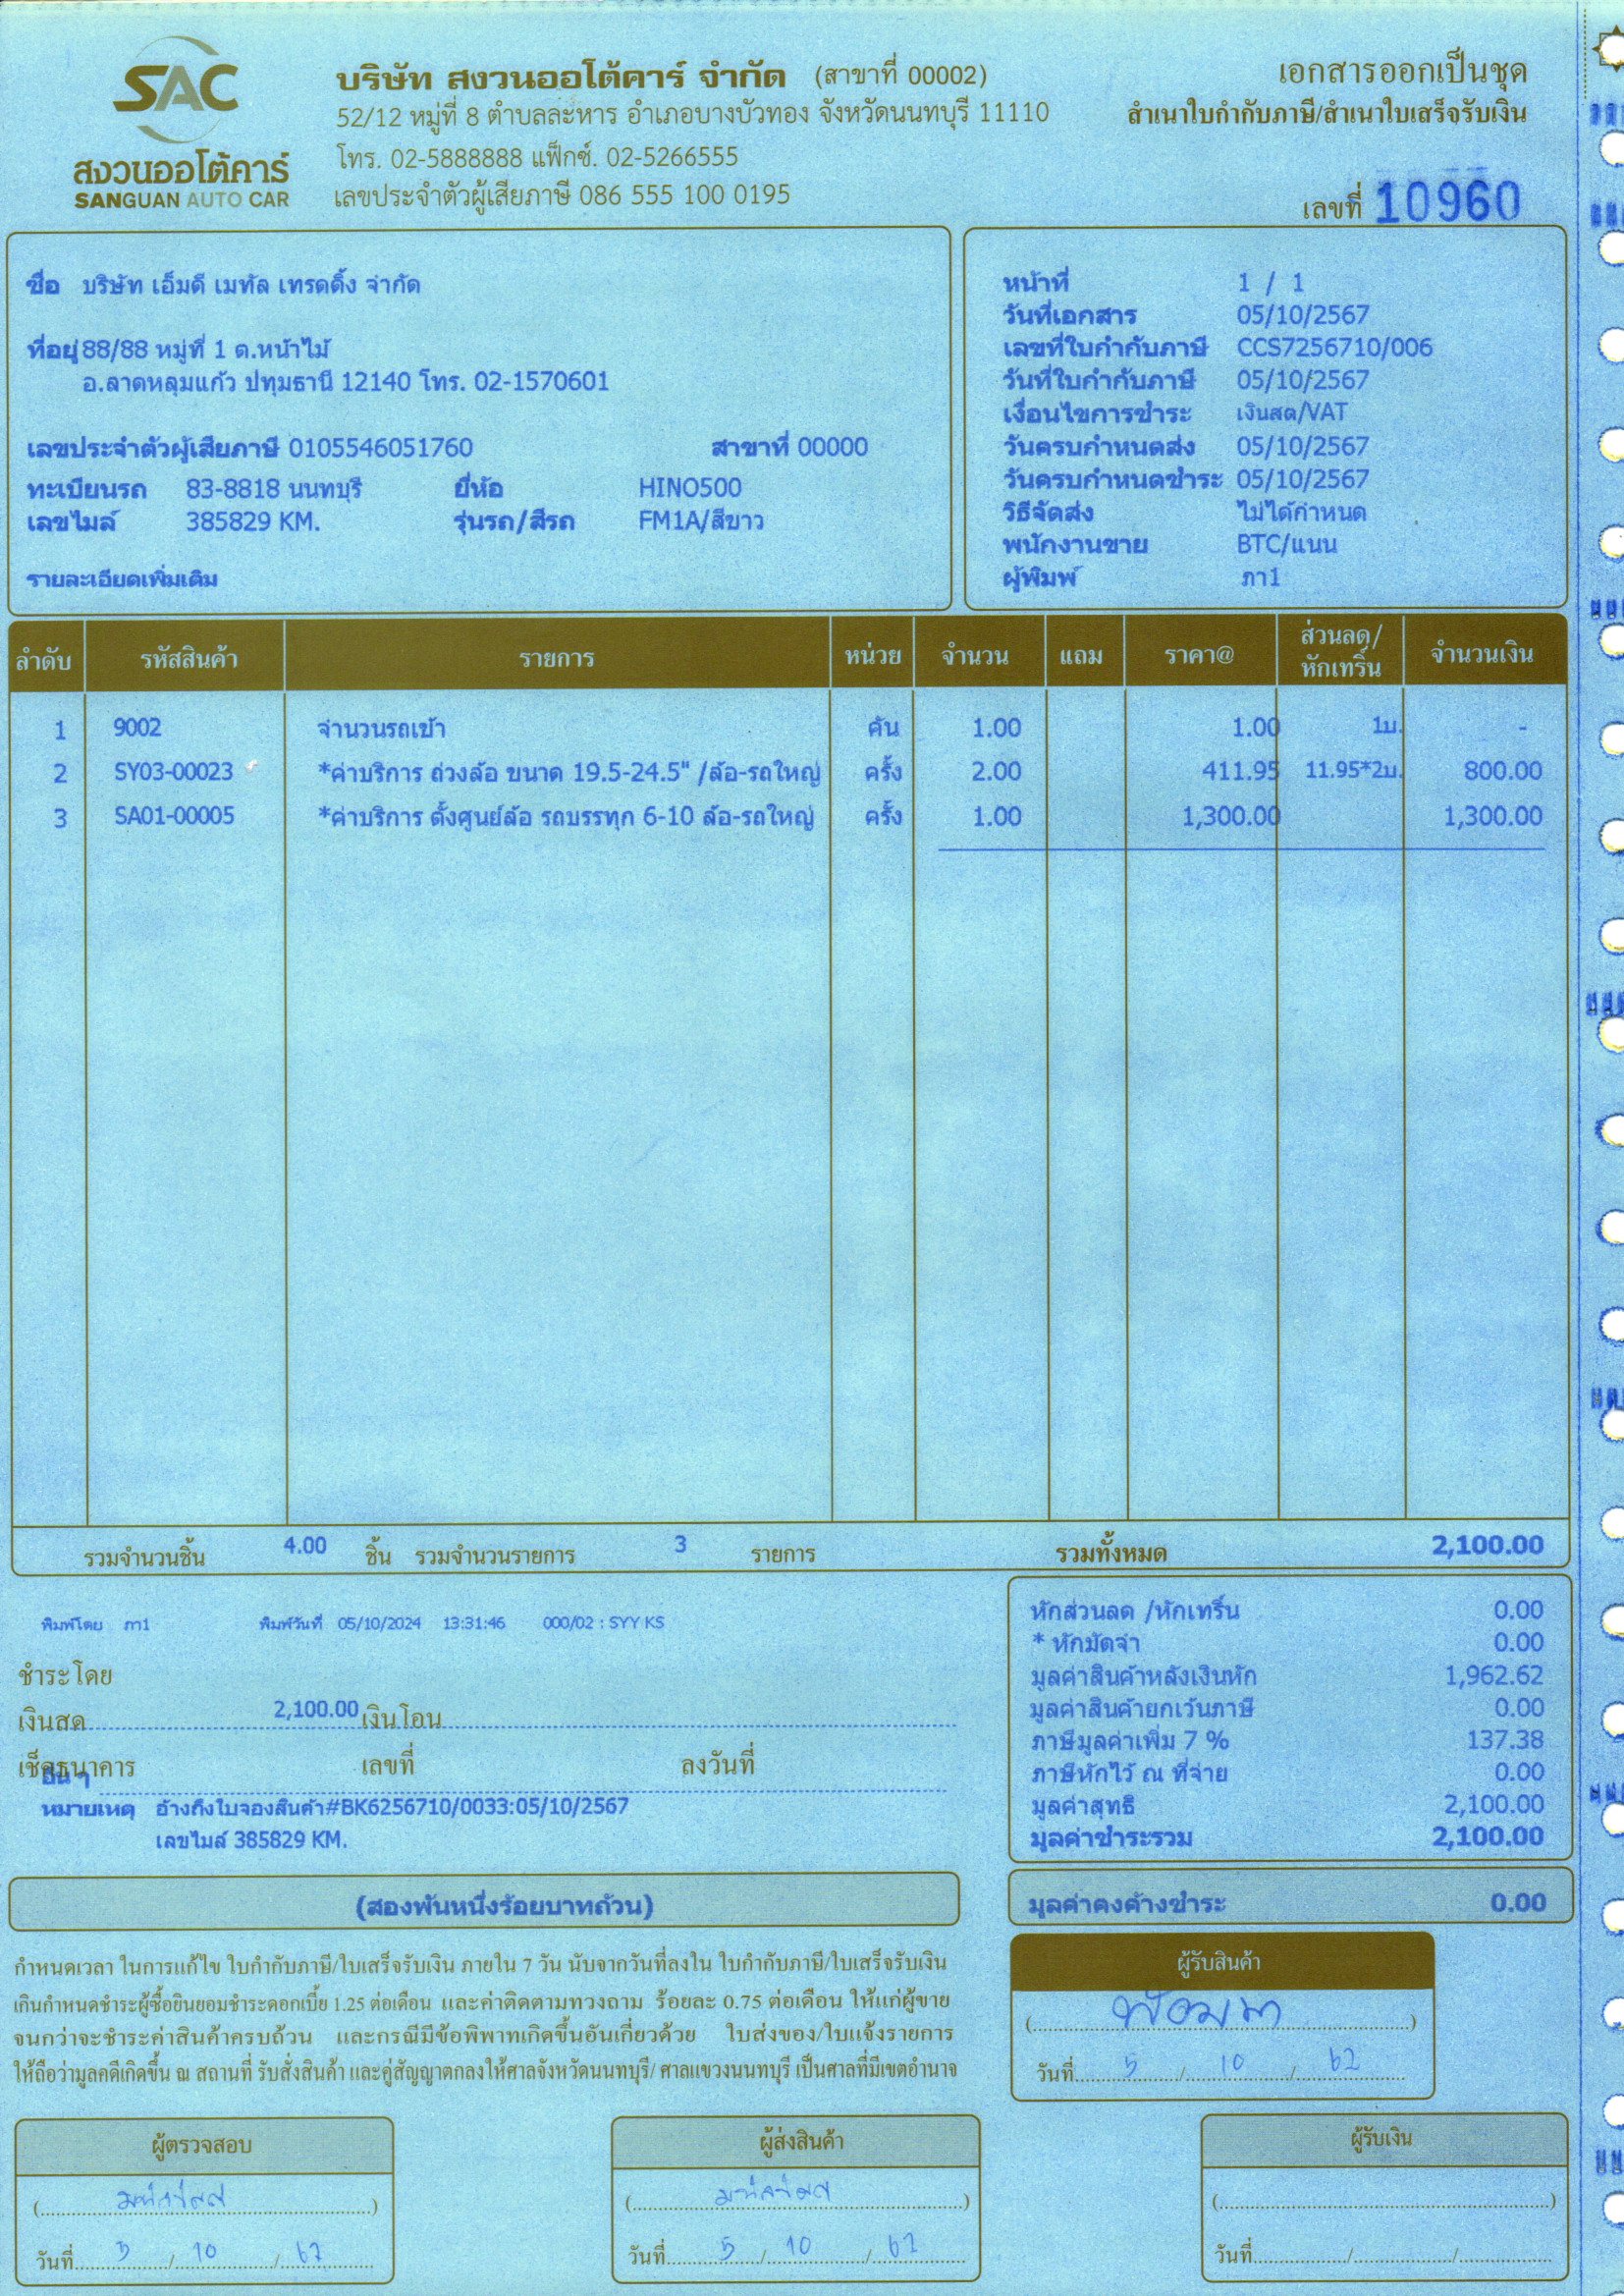 SAC
สงวนออโต้คาร์
SANGUAN AUTO CAR
บริษัท สงวนออโต้คาร์ จำกัด (สาขาที่ 00002)
52/12 หมู่ที่ 8 ตำบลละหาร อำเภอบางบัวทอง จังหวัดนนทบุรี 11110
โทร. 02-5888888 แฟ็กซ์. 02-5266555
เลขประจำตัวผู้เสียภาษี 086 555 100 0195
เอกสารออกเป็นชุด
สำเนาใบกำกับภาษี/สำเนาใบเสร็จรับเงิน
เลขที่ 10960
ชื่อ บริษัท เอ็มดี เมทัล เทรดดิ้ง จำกัด
ที่อยู่ 88/88 หมู่ที่ 1 ต.หน้าไม้
อ.ลาดหลุมแก้ว ปทุมธานี 12140 โทร. 02-1570601
เลขประจำตัวผู้เสียภาษี 0105546051760 สาขาที่ 00000
ทะเบียนรถ 83-8818 นนทบุรี ยี่ห้อ HINO500
เลขไมล์ 385829 KM. รุ่นรถ/สีรถ FM1A/สีขาว
รายละเอียดเพิ่มเติม
หน้าที่ 1 / 1
วันที่เอกสาร 05/10/2567
เลขที่ใบกำกับภาษี CCS7256710/006
วันที่ใบกำกับภาษี 05/10/2567
เงื่อนไขการชำระ เงินสด/VAT
วันครบกำหนดส่ง 05/10/2567
วันครบกำหนดชำระ 05/10/2567
วิธีจัดส่ง ไม่ได้กำหนด
พนักงานขาย BTC/แนน
ผู้พิมพ์ ภา1
ลำดับ รหัสสินค้า รายการ หน่วย จำนวน แถม ราคา@ ส่วนลด/หักเทริ์น จำนวนเงิน
1 9002 จำนวนรถเข้า คัน 1.00 1.00 1บ. -
2 SY03-00023 *ค่าบริการ ถ่วงล้อ ขนาด 19.5-24.5" /ล้อ-รถใหญ่ ครั้ง 2.00 411.95 11.95*2บ. 800.00
3 SA01-00005 *ค่าบริการ ตั้งศูนย์ล้อ รถบรรทุก 6-10 ล้อ-รถใหญ่ ครั้ง 1.00 1,300.00 1,300.00
รวมจำนวนชิ้น 4.00 ชิ้น รวมจำนวนรายการ 3 รายการ รวมทั้งหมด 2,100.00
พิมพ์โดย ภา1 พิมพ์วันที่ 05/10/2024 13:31:46 000/02 : SYY KS
ชำระโดย
เงินสด 2,100.00 เงินโอน
เช็คธนาคาร เลขที่ ลงวันที่
อื่น ๆ
หมายเหตุ อ้างถึงใบจองสินค้า#BK6256710/0033:05/10/2567
เลขไมล์ 385829 KM.
หักส่วนลด /หักเทริ์น 0.00
* หักมัดจำ 0.00
มูลค่าสินค้าหลังเงินหัก 1,962.62
มูลค่าสินค้ายกเว้นภาษี 0.00
ภาษีมูลค่าเพิ่ม 7 % 137.38
ภาษีหักไว้ ณ ที่จ่าย 0.00
มูลค่าสุทธิ 2,100.00
มูลค่าชำระรวม 2,100.00
(สองพันหนึ่งร้อยบาทถ้วน)
มูลค่าคงค้างชำระ 0.00
กำหนดเวลา ในการแก้ไข ใบกำกับภาษี/ใบเสร็จรับเงิน ภายใน 7 วัน นับจากวันที่ลงใน ใบกำกับภาษี/ใบเสร็จรับเงิน
เกินกำหนดชำระผู้ซื้อยินยอมชำระดอกเบี้ย 1.25 ต่อเดือน และค่าติดตามทวงถาม ร้อยละ 0.75 ต่อเดือน ให้แก่ผู้ขาย
จนกว่าจะชำระค่าสินค้าครบถ้วน และกรณีมีข้อพิพาทเกิดขึ้นอันเกี่ยวด้วย ใบส่งของ/ใบแจ้งรายการ
ให้ถือว่ามูลคดีเกิดขึ้น ณ สถานที่ รับสั่งสินค้า และคู่สัญญาตกลงให้ศาลจังหวัดนนทบุรี/ ศาลแขวงนนทบุรี เป็นศาลที่มีเขตอำนาจ
ผู้รับสินค้า
วันที่ 5 / 10 / 62
ผู้ตรวจสอบ
วันที่ 5 / 10 / 67
ผู้ส่งสินค้า
วันที่ 5 / 10 / 62
ผู้รับเงิน
วันที่ / /